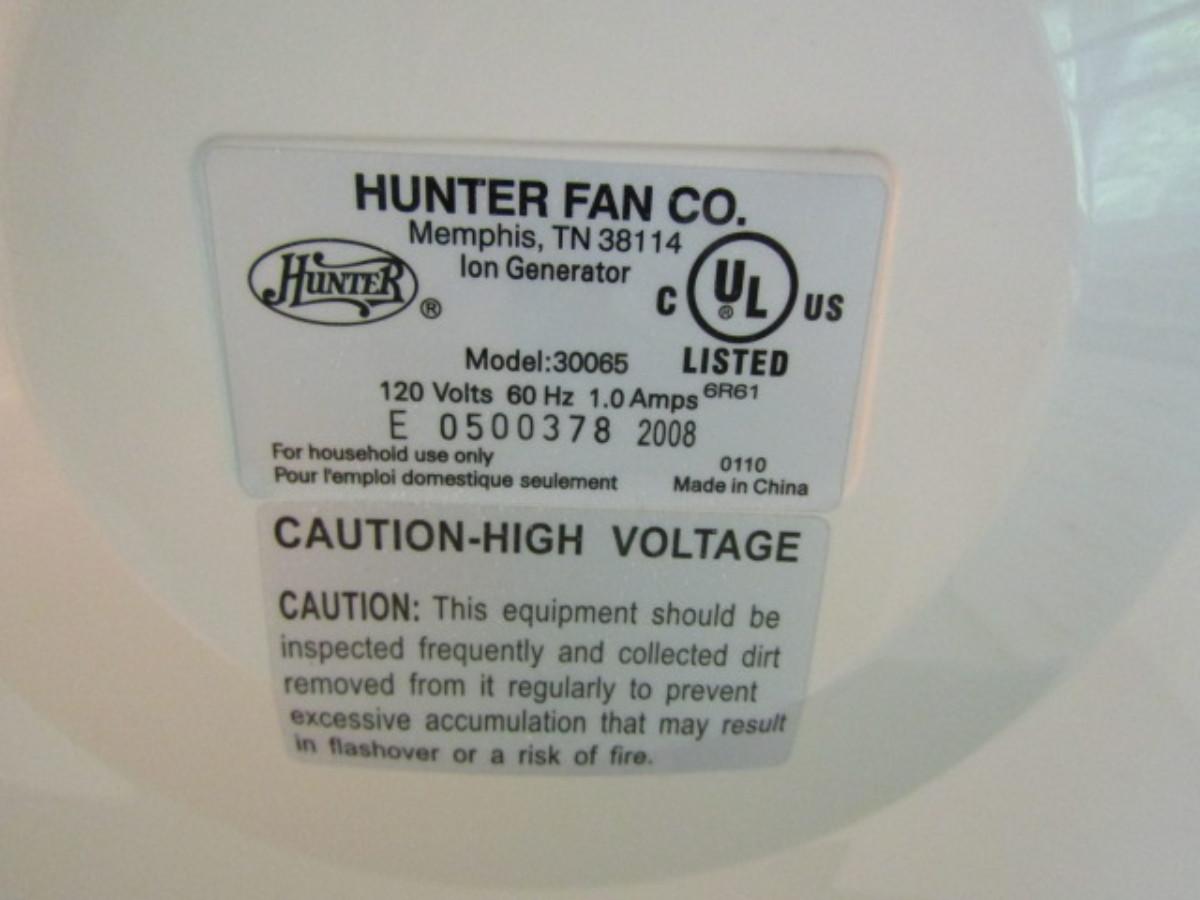 HUNTER FAN CO.
Memphis, TN 38114
Ion Generator
HUNTER ®
C UL ® US
LISTED
Model:30065
6R61
120 Volts 60 Hz 1.0 Amps
E 0500378 2008
For household use only
Pour l'emploi domestique seulement
0110
Made in China
CAUTION-HIGH VOLTAGE
CAUTION: This equipment should be
inspected frequently and collected dirt
removed from it regularly to prevent
excessive accumulation that may result
in flashover or a risk of fire.